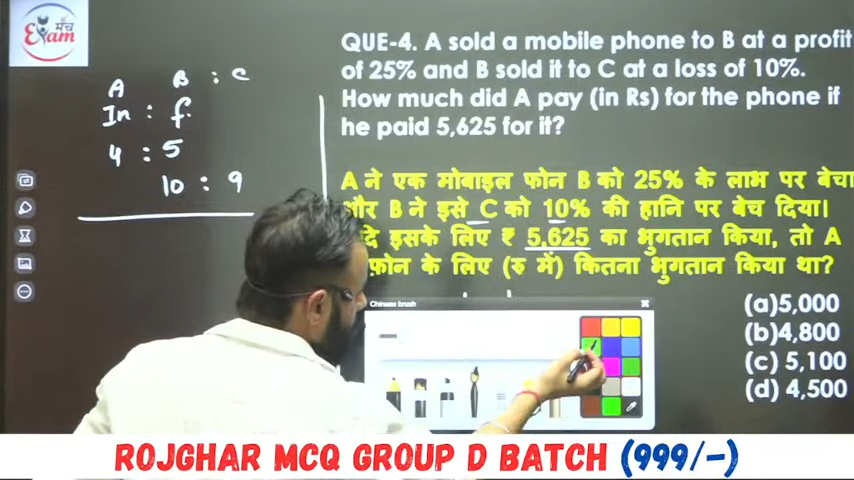 मंच
Exam
A B : C
In : f.
4 : 5
10 : 9
QUE-4. A sold a mobile phone to B at a profit
of 25% and B sold it to C at a loss of 10%.
How much did A pay (in Rs) for the phone if
he paid 5,625 for it?
A ने एक मोबाइल फोन B को 25% के लाभ पर बेचा
और B ने इसे C को 10% की हानि पर बेच दिया।
इसके लिए ₹ 5,625 का भुगतान किया, तो A
फ़ोन के लिए (रु में) कितना भुगतान किया था?
(a)5,000
(b)4,800
(c) 5,100
(d) 4,500
Chinese brush
ROJGHAR MCQ GROUP D BATCH (999/-)